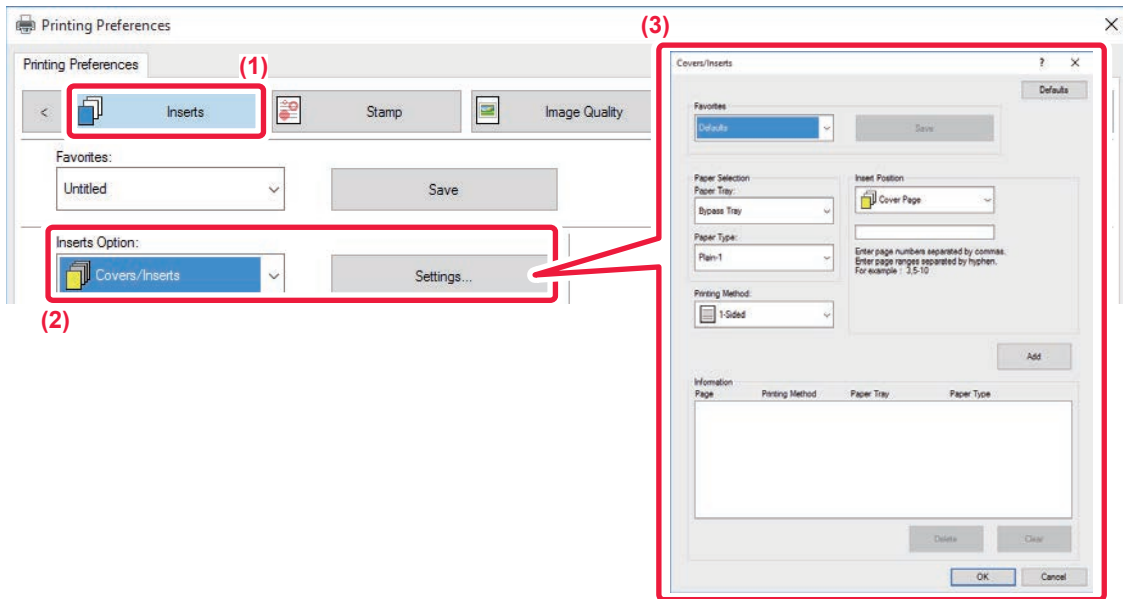 Printing Preferences
(3)
Printing Preferences
(1)
<
Inserts
Stamp
Image Quality
Favorites:
Untitled
Save
Inserts Option:
Covers/Inserts
Settings...
(2)
Covers/Inserts
?
Defaults
Favorites
Defaults
Save
Paper Selection
Paper Tray:
Bypass Tray
Paper Type:
Plain-1
Printing Method:
1-Sided
Insert Position
Cover Page
Enter page numbers separated by commas.
Enter page ranges separated by hyphen.
For example : 3,5-10
Add
Information
Page Printing Method Paper Tray Paper Type
Delete Clear
OK Cancel